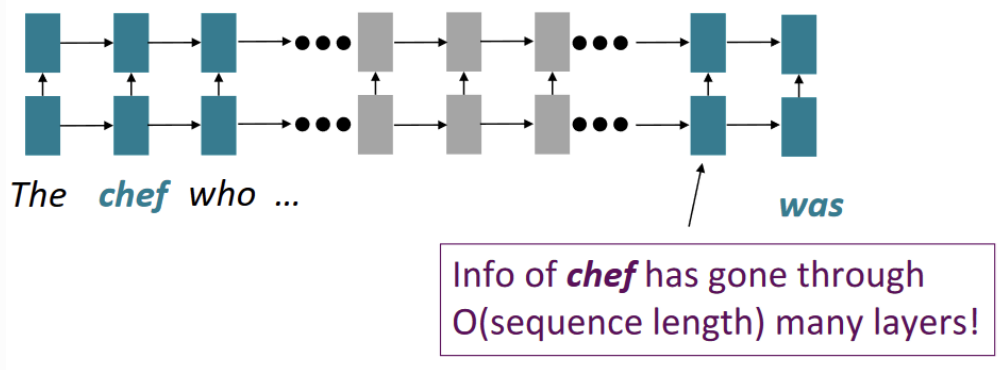 The chef who ... was
Info of chef has gone through
O(sequence length) many layers!